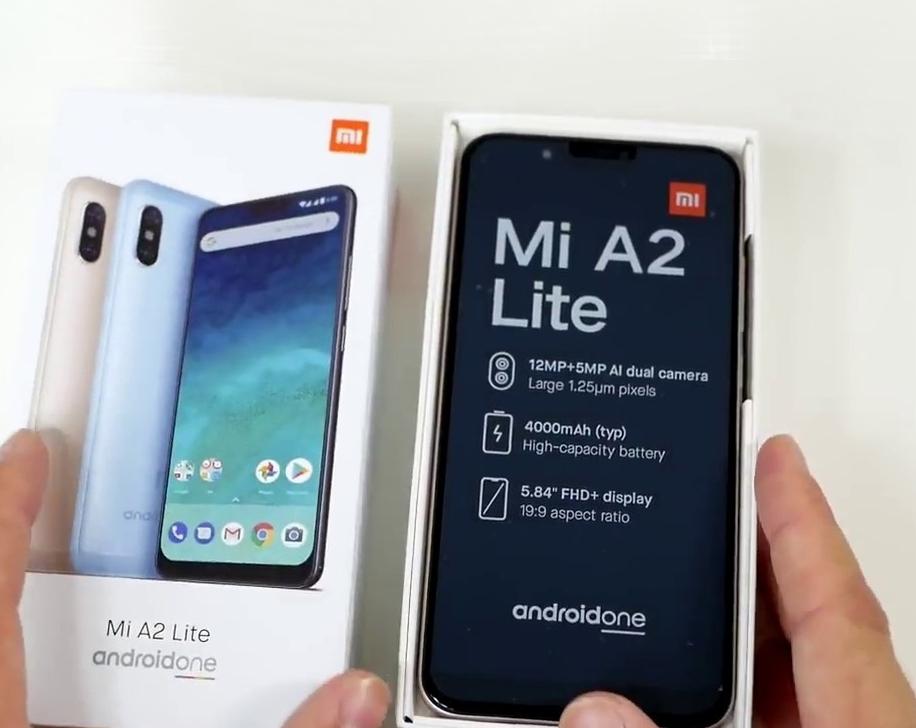 mi
Mi A2 Lite
androidone
mi
Mi A2
Lite
12MP+5MP AI dual camera
Large 1.25µm pixels
4000mAh (typ)
High-capacity battery
5.84" FHD+ display
19:9 aspect ratio
androidone